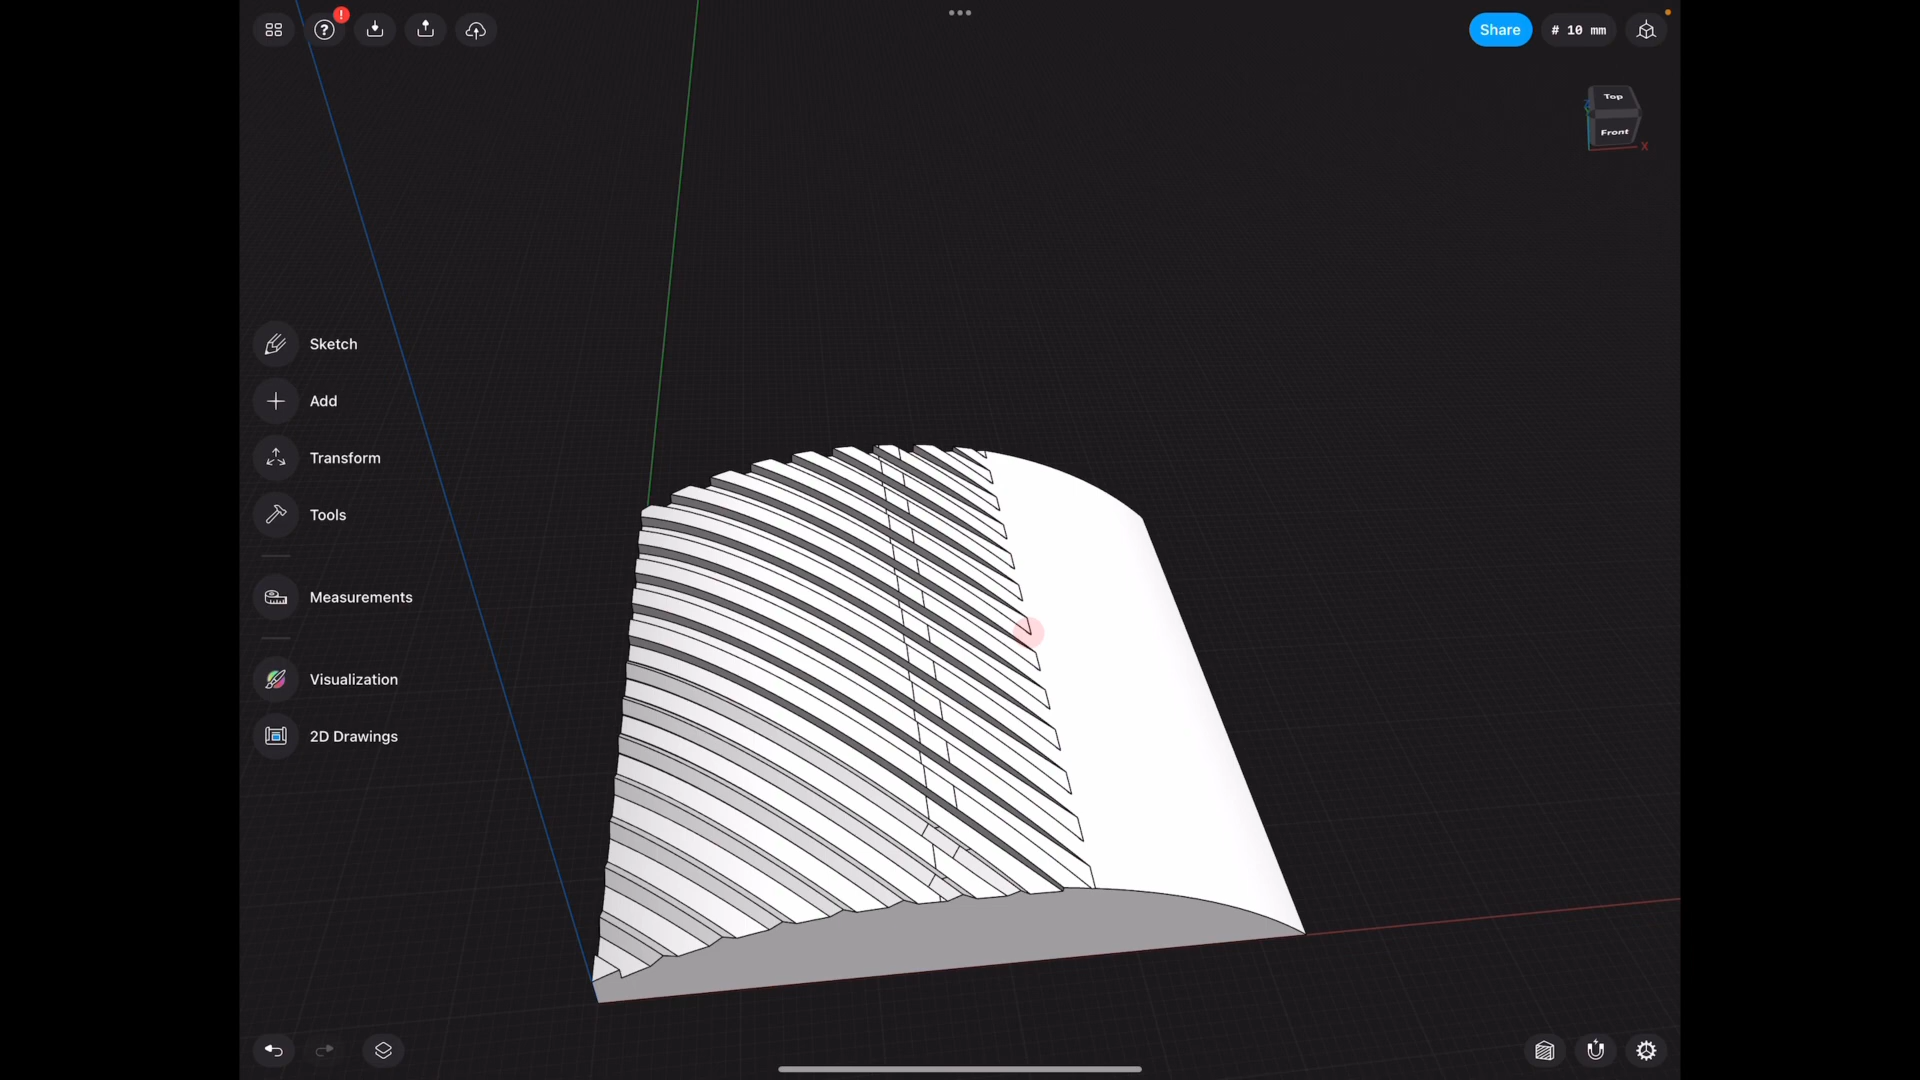 Share
# 10 mm
Top
Front
X
Sketch
Add
Transform
Tools
Measurements
Visualization
2D Drawings